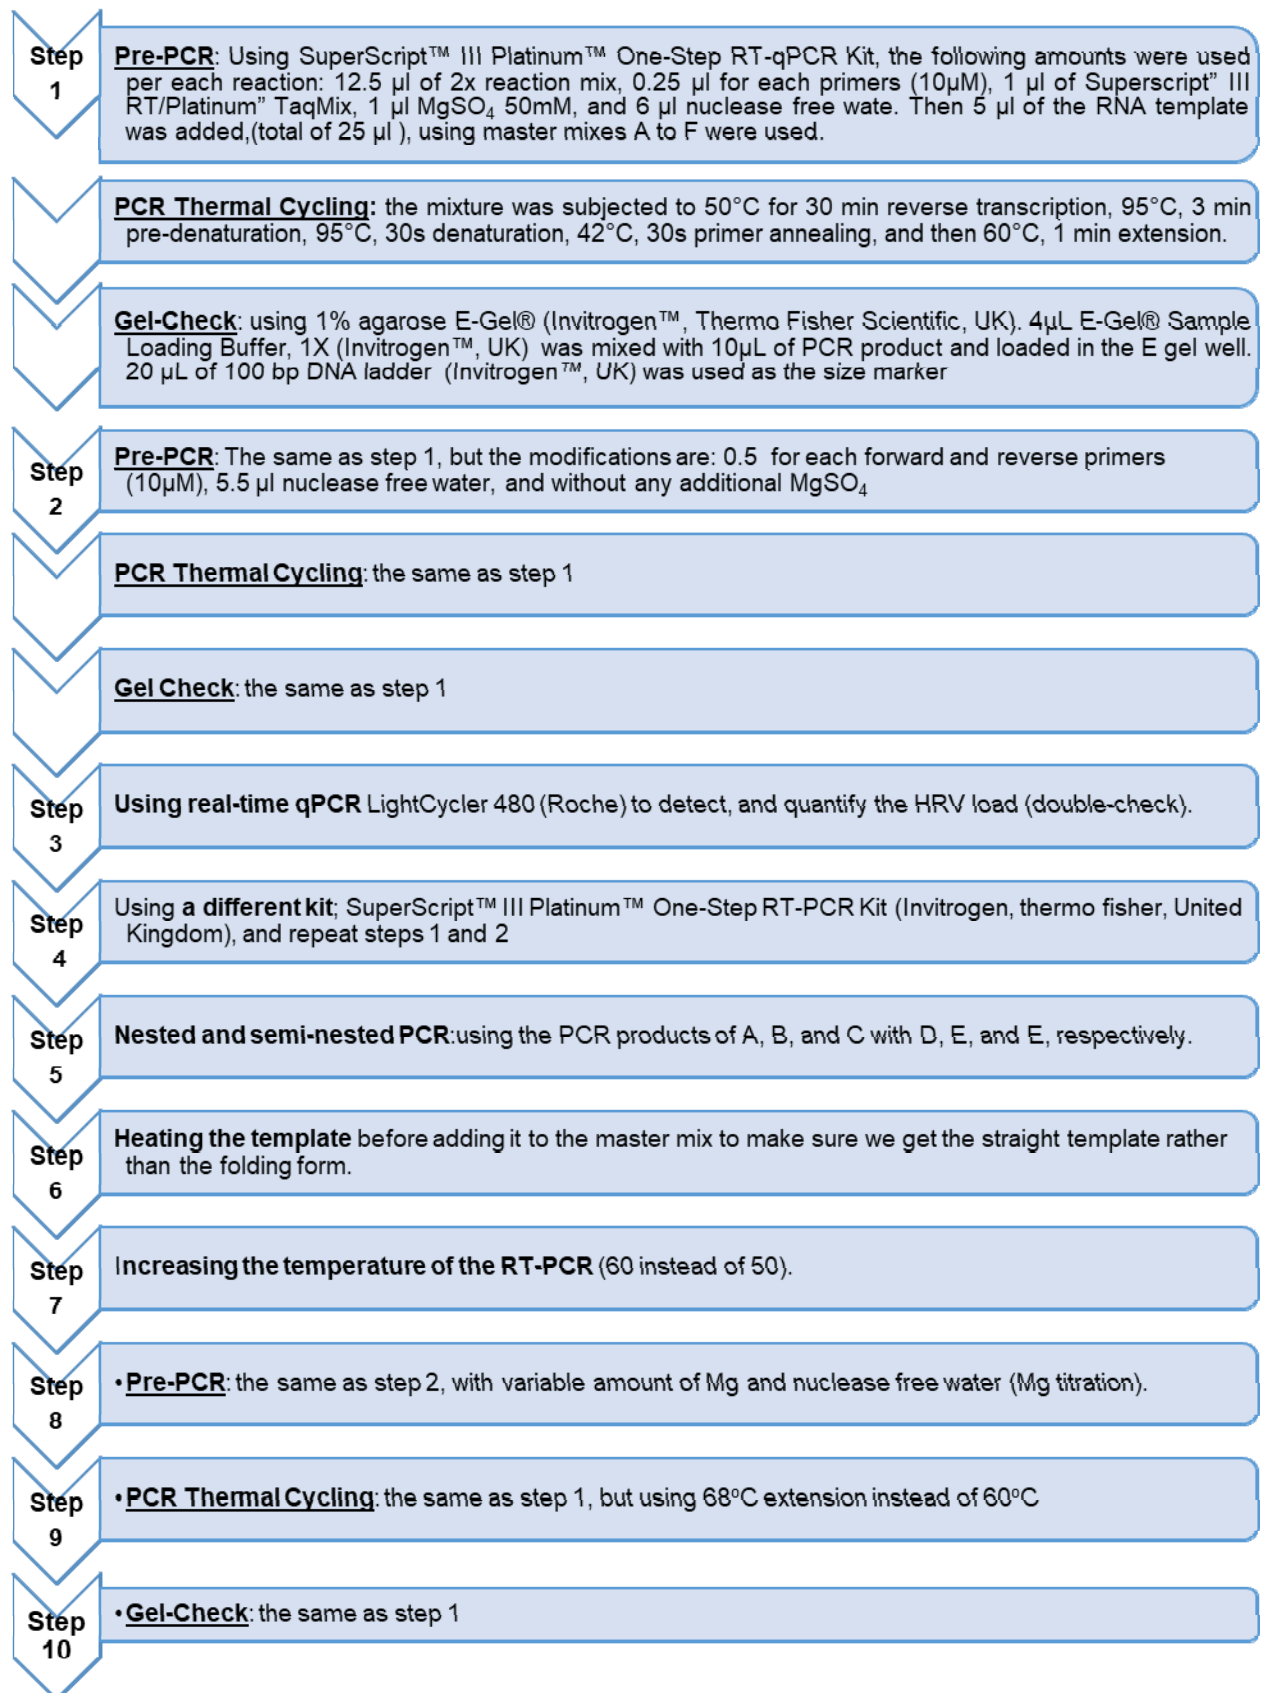 Step
1
Pre-PCR: Using SuperScript™ III Platinum™ One-Step RT-qPCR Kit, the following amounts were used
per each reaction: 12.5 µl of 2x reaction mix, 0.25 µl for each primers (10µM), 1 µl of Superscript” III
RT/Platinum” TaqMix, 1 µl MgSO₄ 50mM, and 6 µl nuclease free wate. Then 5 µl of the RNA template
was added,(total of 25 µl ), using master mixes A to F were used.
PCR Thermal Cycling: the mixture was subjected to 50°C for 30 min reverse transcription, 95°C, 3 min
pre-denaturation, 95°C, 30s denaturation, 42°C, 30s primer annealing, and then 60°C, 1 min extension.
Gel-Check: using 1% agarose E-Gel® (Invitrogen™, Thermo Fisher Scientific, UK). 4µL E-Gel® Sample
Loading Buffer, 1X (Invitrogen™, UK) was mixed with 10µL of PCR product and loaded in the E gel well.
20 µL of 100 bp DNA ladder (Invitrogen™, UK) was used as the size marker
Step
2
Pre-PCR: The same as step 1, but the modifications are: 0.5 for each forward and reverse primers
(10µM), 5.5 µl nuclease free water, and without any additional MgSO₄
PCR Thermal Cycling: the same as step 1
Gel Check: the same as step 1
Step
3
Using real-time qPCR LightCycler 480 (Roche) to detect, and quantify the HRV load (double-check).
Step
4
Using a different kit; SuperScript™ III Platinum™ One-Step RT-PCR Kit (Invitrogen, thermo fisher, United
Kingdom), and repeat steps 1 and 2
Step
5
Nested and semi-nested PCR:using the PCR products of A, B, and C with D, E, and E, respectively.
Step
6
Heating the template before adding it to the master mix to make sure we get the straight template rather
than the folding form.
Step
7
Increasing the temperature of the RT-PCR (60 instead of 50).
Step
8
•Pre-PCR: the same as step 2, with variable amount of Mg and nuclease free water (Mg titration).
Step
9
•PCR Thermal Cycling: the same as step 1, but using 68ºC extension instead of 60ºC
Step
10
•Gel-Check: the same as step 1